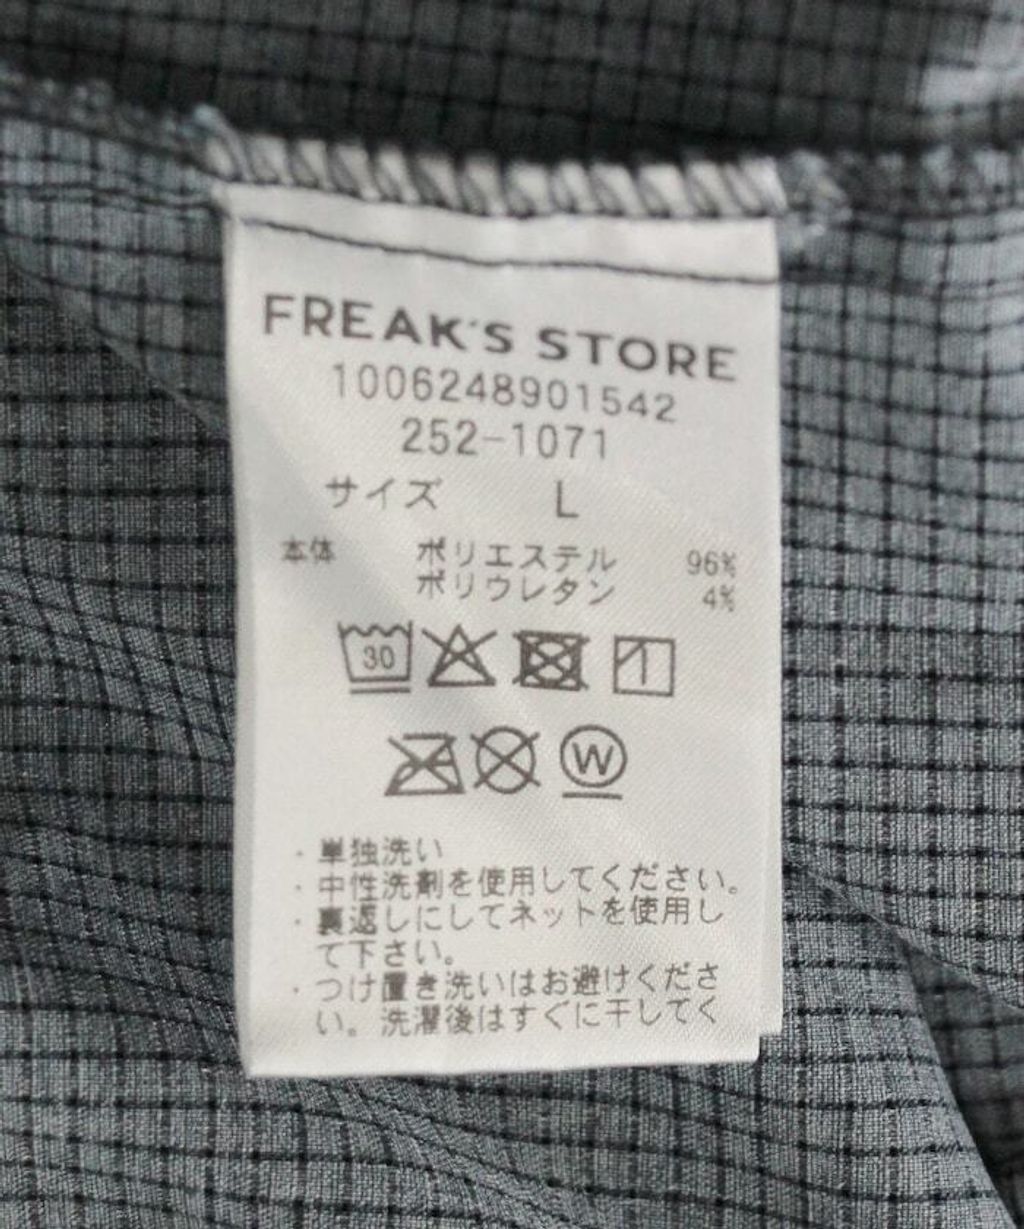 FREAK'S STORE
1006248901542
252-1071
サイズ L
本体 ポリエステル 96%
ポリウレタン 4%
30
W
・単独洗い
・中性洗剤を使用してください。
・裏返しにしてネットを使用し
て下さい。
・つけ置き洗いはお避けくださ
い。洗濯後はすぐに干してく